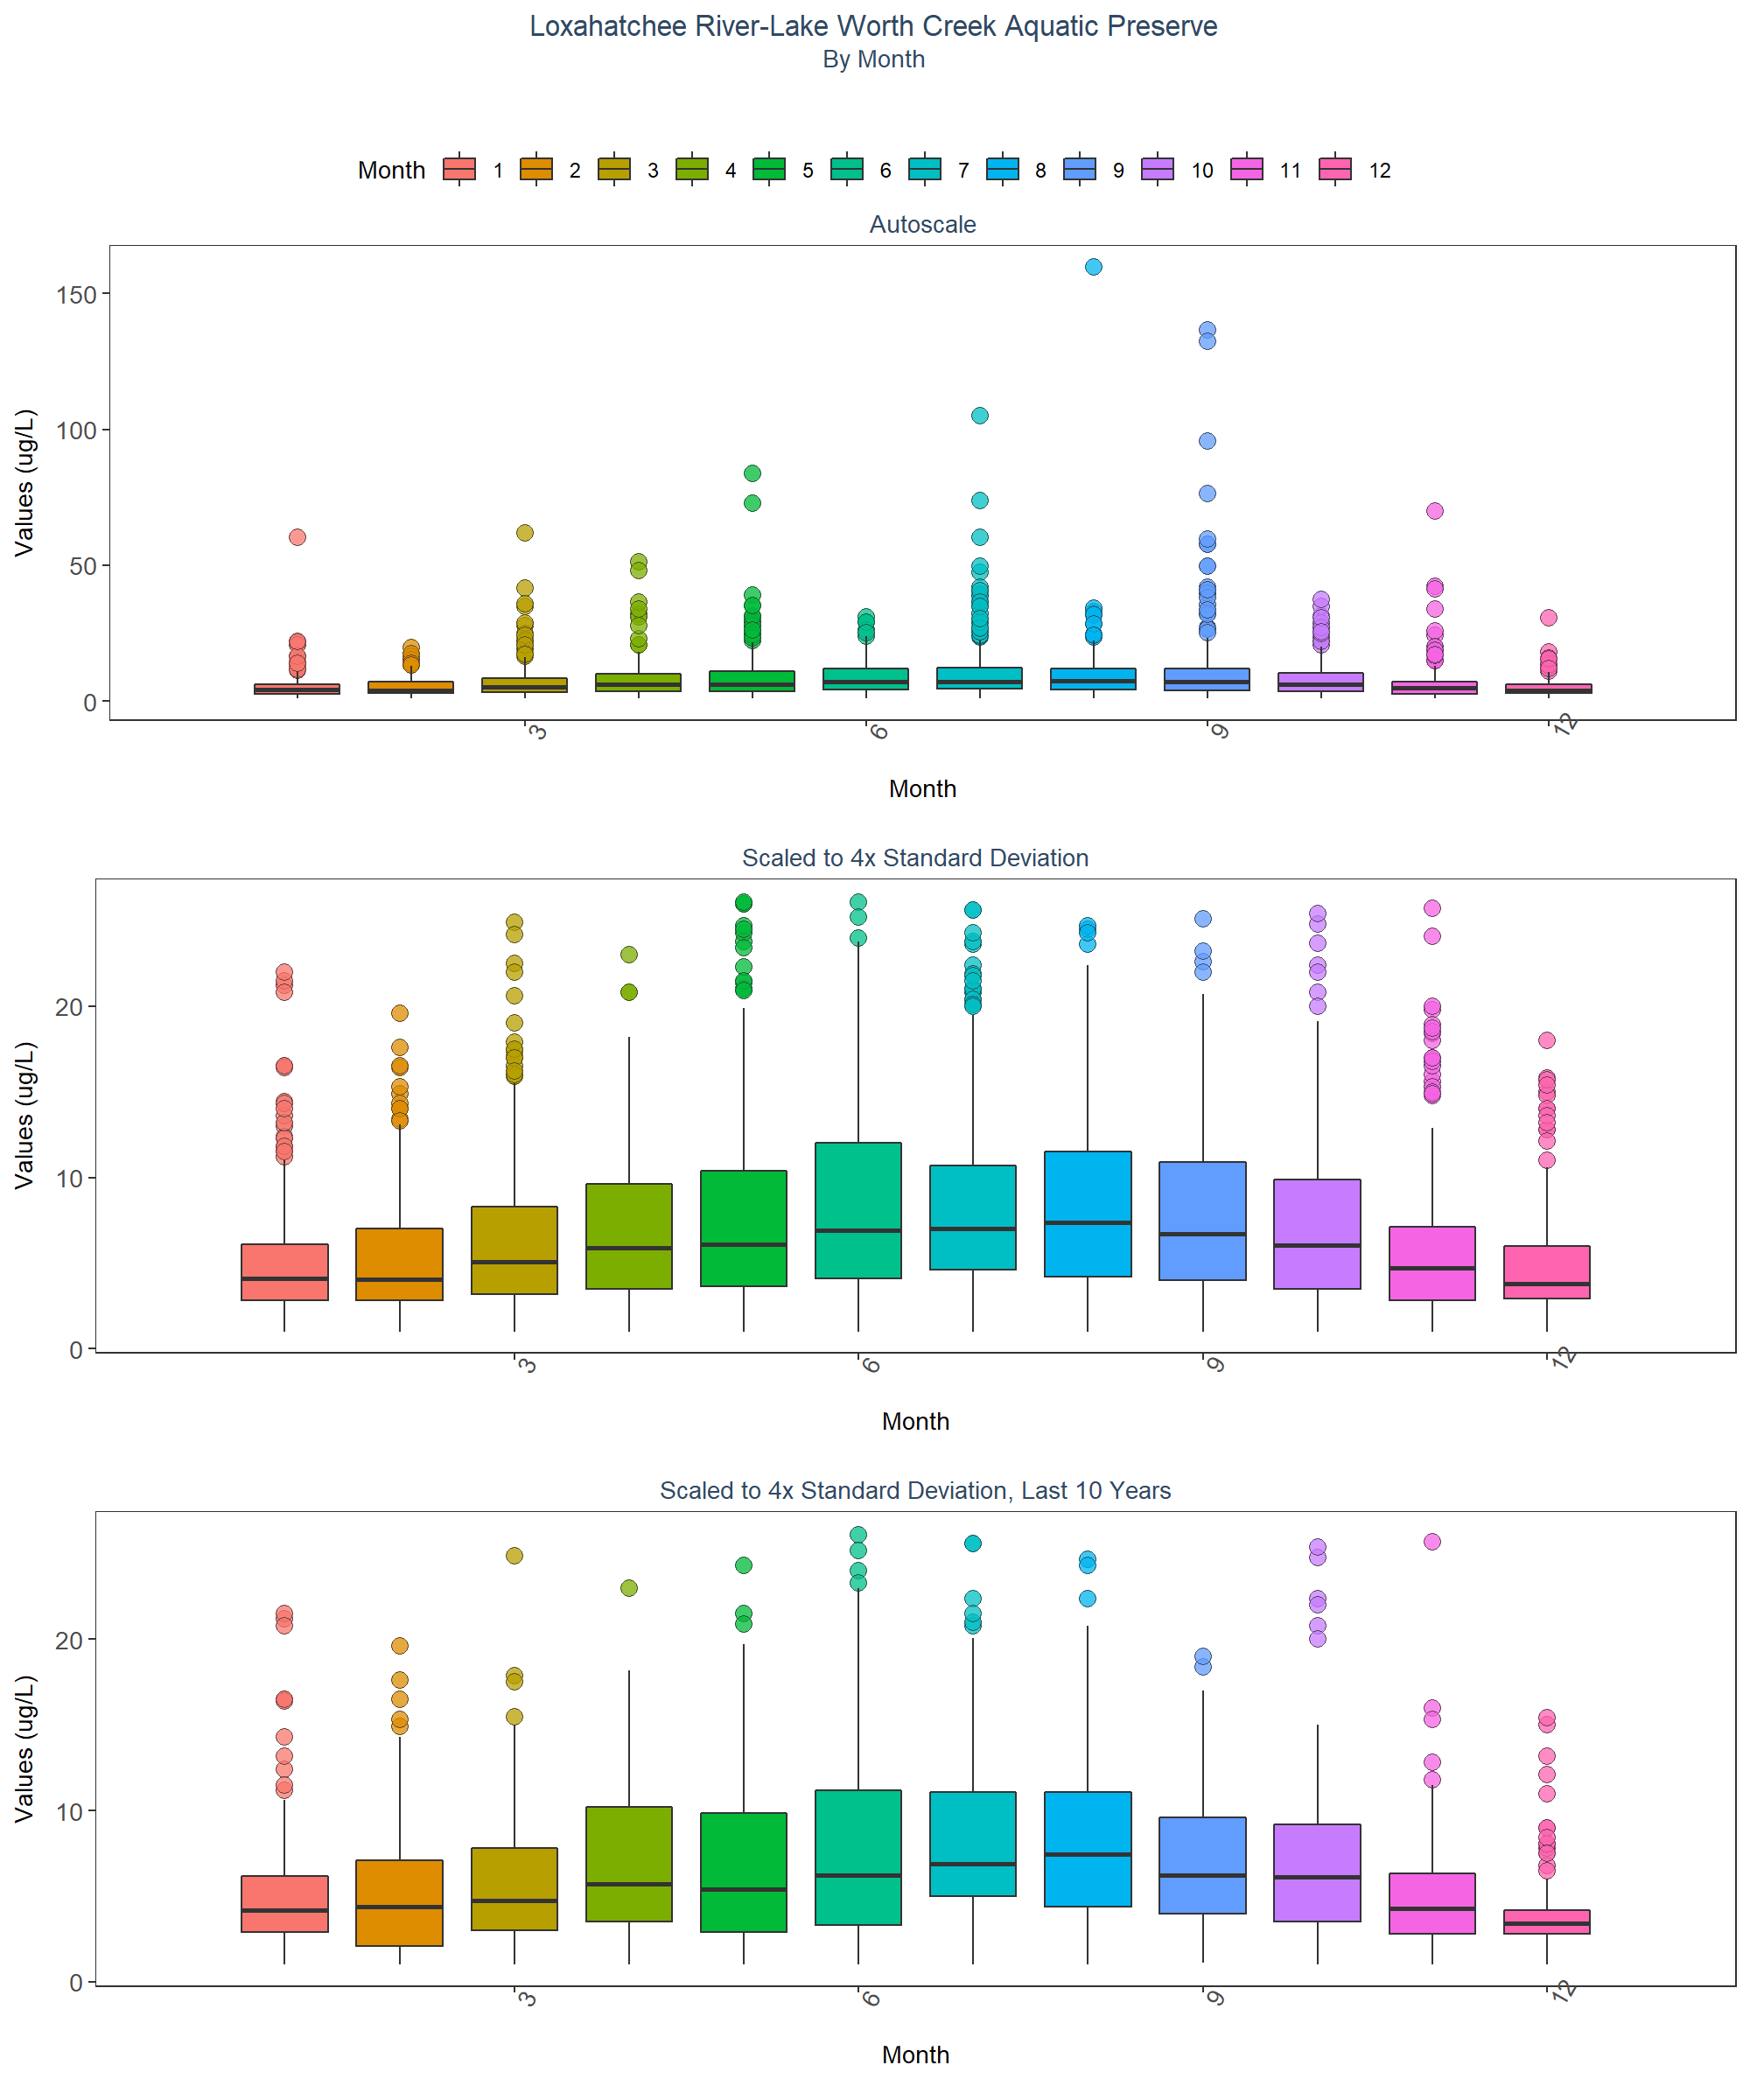 Loxahatchee River-Lake Worth Creek Aquatic Preserve
By Month
Month 1 2 3 4 5 6 7 8 9 10 11 12
Autoscale
Values (ug/L)
150
100
50
0
3 6 9 12
Month
Scaled to 4x Standard Deviation
Values (ug/L)
20
10
0
3 6 9 12
Month
Scaled to 4x Standard Deviation, Last 10 Years
Values (ug/L)
20
10
0
3 6 9 12
Month